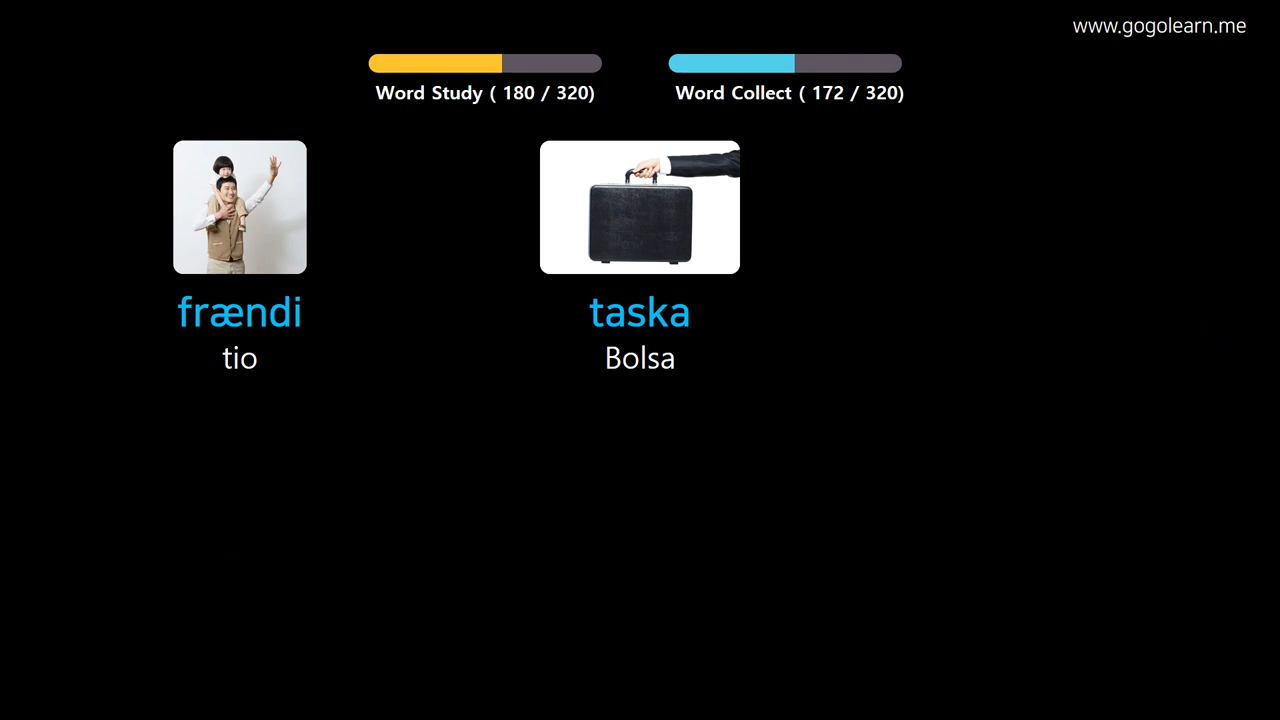 www.gogolearn.me
Word Study ( 180 / 320)
Word Collect ( 172 / 320)
frændi
tio
taska
Bolsa